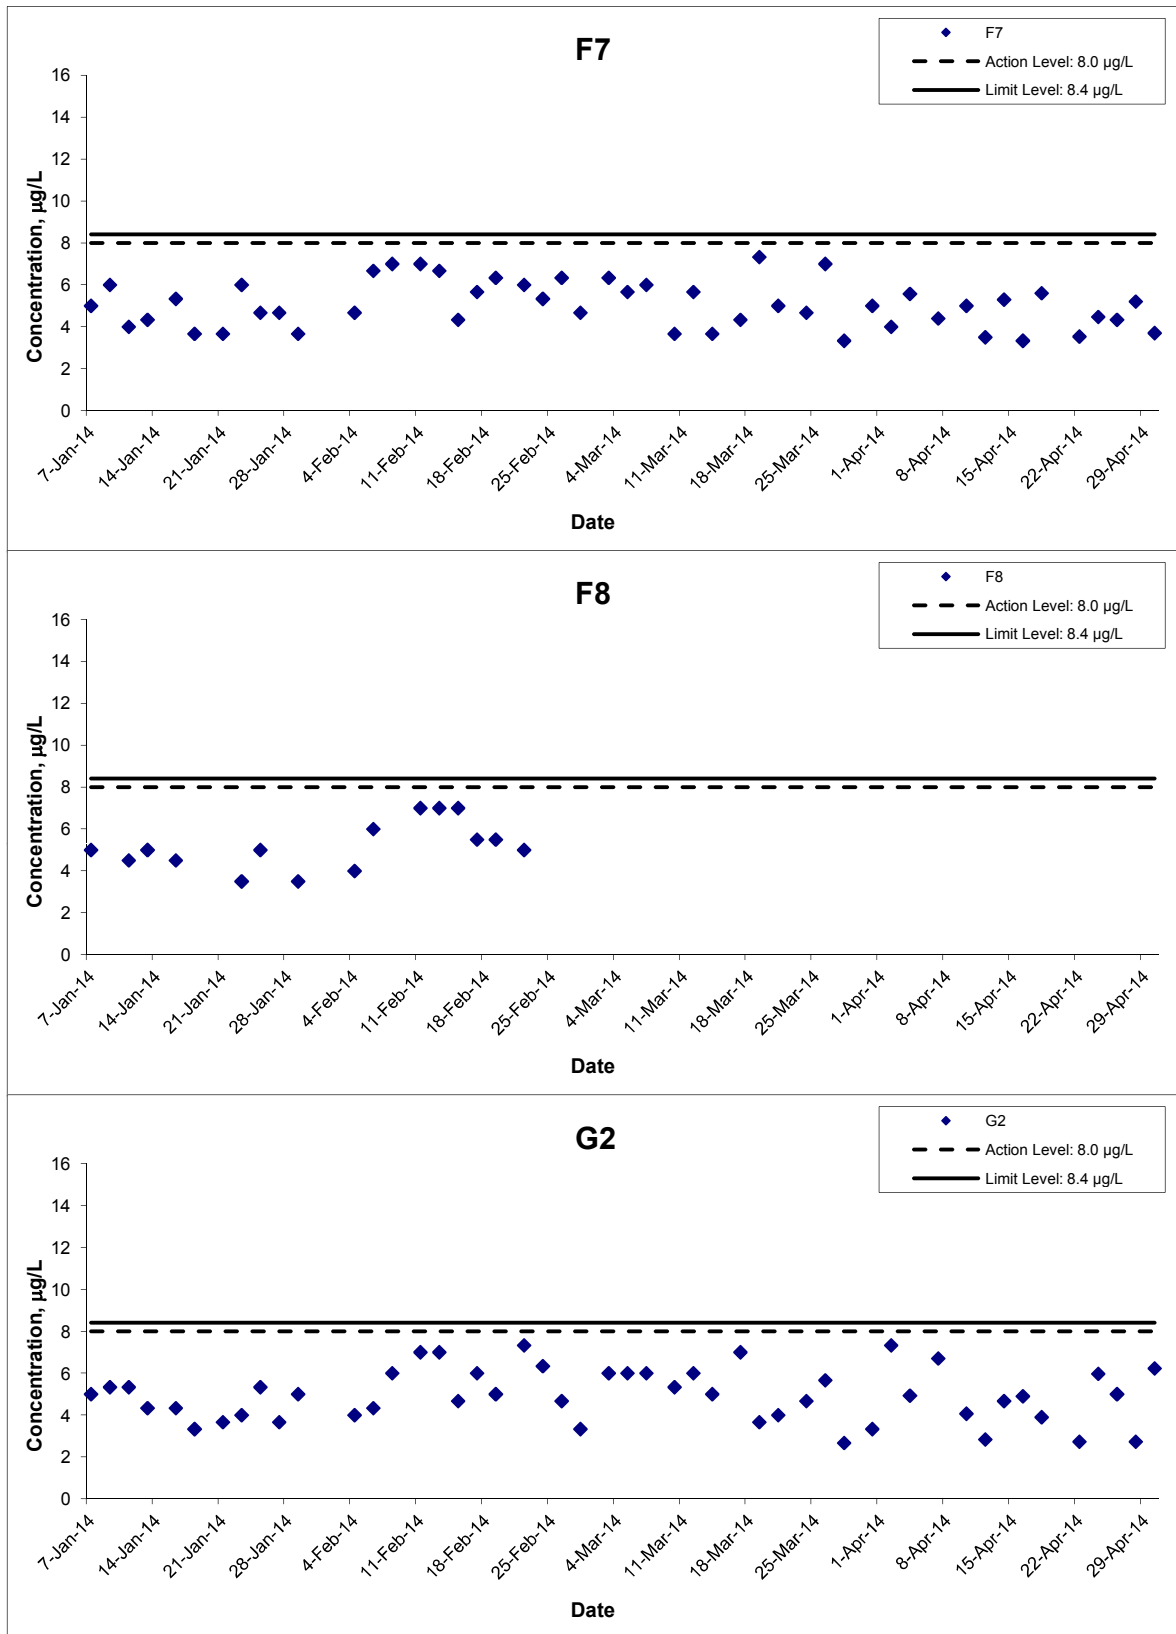 F7
F7
Action Level: 8.0 µg/L
Limit Level: 8.4 µg/L
Concentration, µg/L
16
14
12
10
8
6
4
2
0
7-Jan-14
14-Jan-14
21-Jan-14
28-Jan-14
4-Feb-14
11-Feb-14
18-Feb-14
25-Feb-14
4-Mar-14
11-Mar-14
18-Mar-14
25-Mar-14
1-Apr-14
8-Apr-14
15-Apr-14
22-Apr-14
29-Apr-14
Date
F8
F8
Action Level: 8.0 µg/L
Limit Level: 8.4 µg/L
Concentration, µg/L
16
14
12
10
8
6
4
2
0
7-Jan-14
14-Jan-14
21-Jan-14
28-Jan-14
4-Feb-14
11-Feb-14
18-Feb-14
25-Feb-14
4-Mar-14
11-Mar-14
18-Mar-14
25-Mar-14
1-Apr-14
8-Apr-14
15-Apr-14
22-Apr-14
29-Apr-14
Date
G2
G2
Action Level: 8.0 µg/L
Limit Level: 8.4 µg/L
Concentration, µg/L
16
14
12
10
8
6
4
2
0
7-Jan-14
14-Jan-14
21-Jan-14
28-Jan-14
4-Feb-14
11-Feb-14
18-Feb-14
25-Feb-14
4-Mar-14
11-Mar-14
18-Mar-14
25-Mar-14
1-Apr-14
8-Apr-14
15-Apr-14
22-Apr-14
29-Apr-14
Date